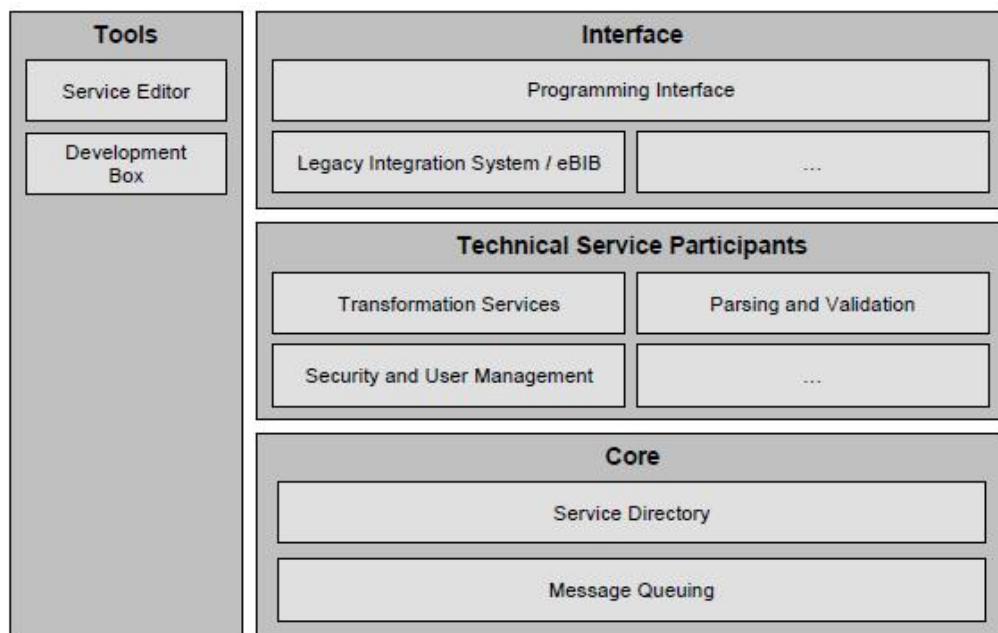 Tools
Service Editor
Development
Box
Interface
Programming Interface
Legacy Integration System / eBIB
...
Technical Service Participants
Transformation Services
Parsing and Validation
Security and User Management
...
Core
Service Directory
Message Queuing